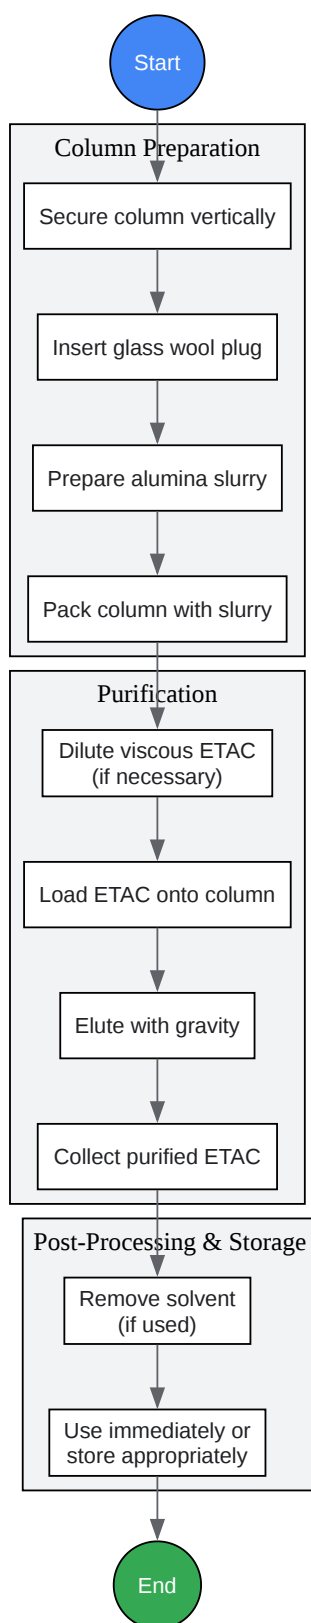 Start
Column Preparation
Secure column vertically
Insert glass wool plug
Prepare alumina slurry
Pack column with slurry
Purification
Dilute viscous ETAC
(if necessary)
Load ETAC onto column
Elute with gravity
Collect purified ETAC
Post-Processing & Storage
Remove solvent
(if used)
Use immediately or
store appropriately
End